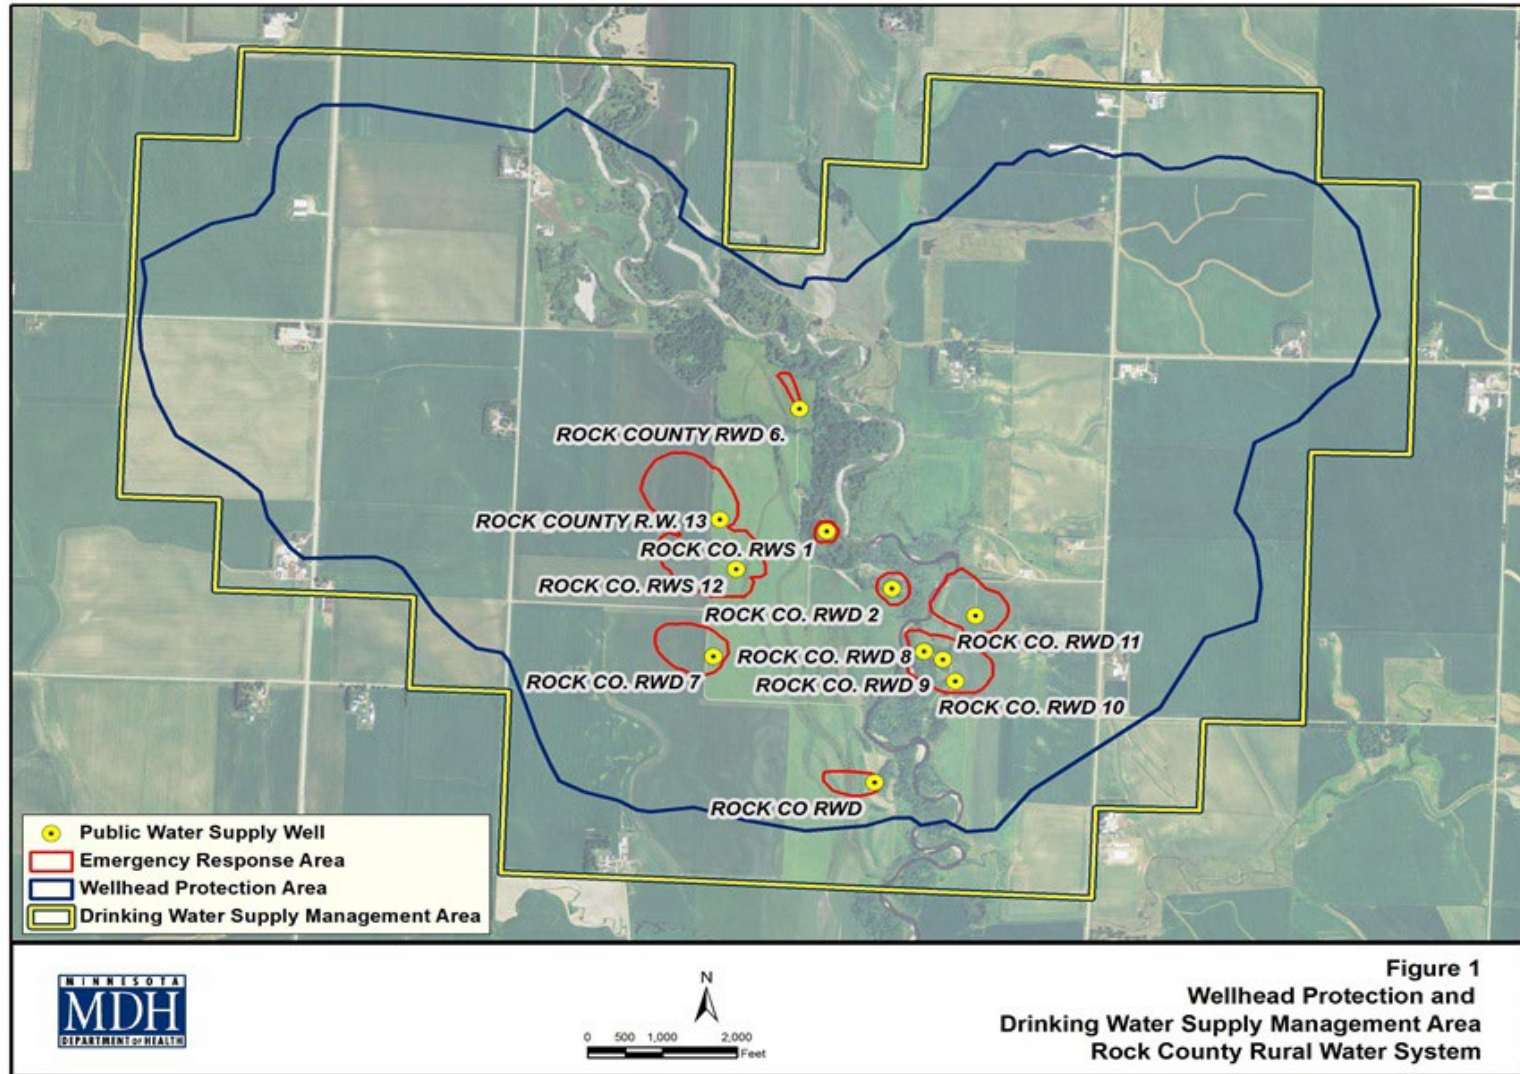 ROCK COUNTY RWD 6.
ROCK COUNTY R.W. 13
ROCK CO. RWS 1
ROCK CO. RWS 12
ROCK CO. RWD 2
ROCK CO. RWD 11
ROCK CO. RWD 8
ROCK CO. RWD 7
ROCK CO. RWD 9
ROCK CO. RWD 10
ROCK CO RWD
Public Water Supply Well
Emergency Response Area
Wellhead Protection Area
Drinking Water Supply Management Area
MINNESOTA
MDH
DEPARTMENT OF HEALTH
N
0 500 1,000 2,000
Feet
Figure 1
Wellhead Protection and
Drinking Water Supply Management Area
Rock County Rural Water System